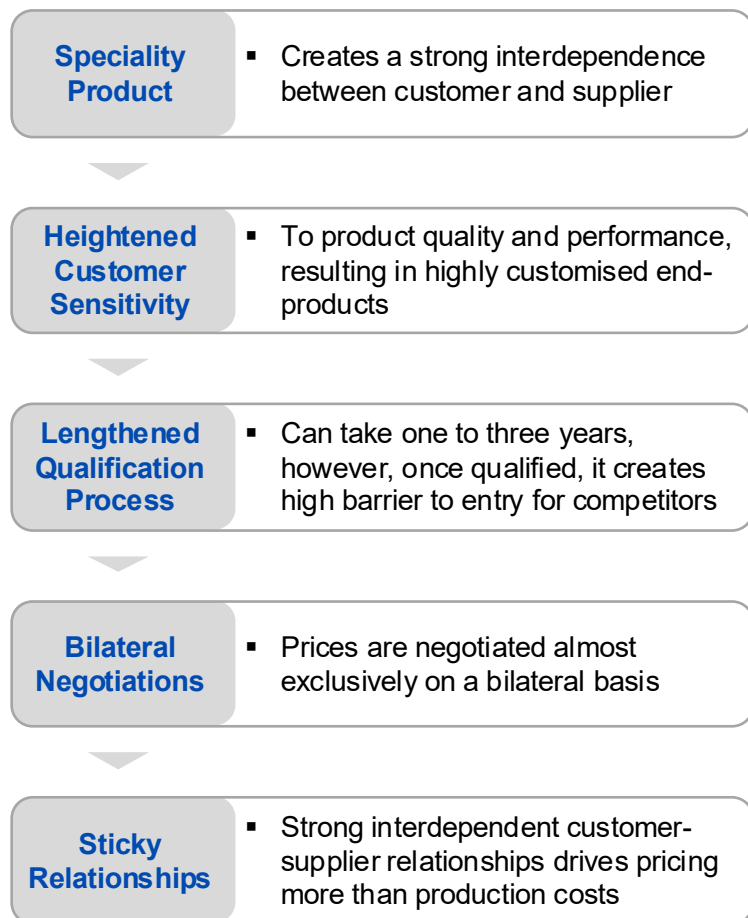 Speciality
Product
▪ Creates a strong interdependence
between customer and supplier
Heightened
Customer
Sensitivity
▪ To product quality and performance,
resulting in highly customised end-
products
Lengthened
Qualification
Process
▪ Can take one to three years,
however, once qualified, it creates
high barrier to entry for competitors
Bilateral
Negotiations
▪ Prices are negotiated almost
exclusively on a bilateral basis
Sticky
Relationships
▪ Strong interdependent customer-
supplier relationships drives pricing
more than production costs